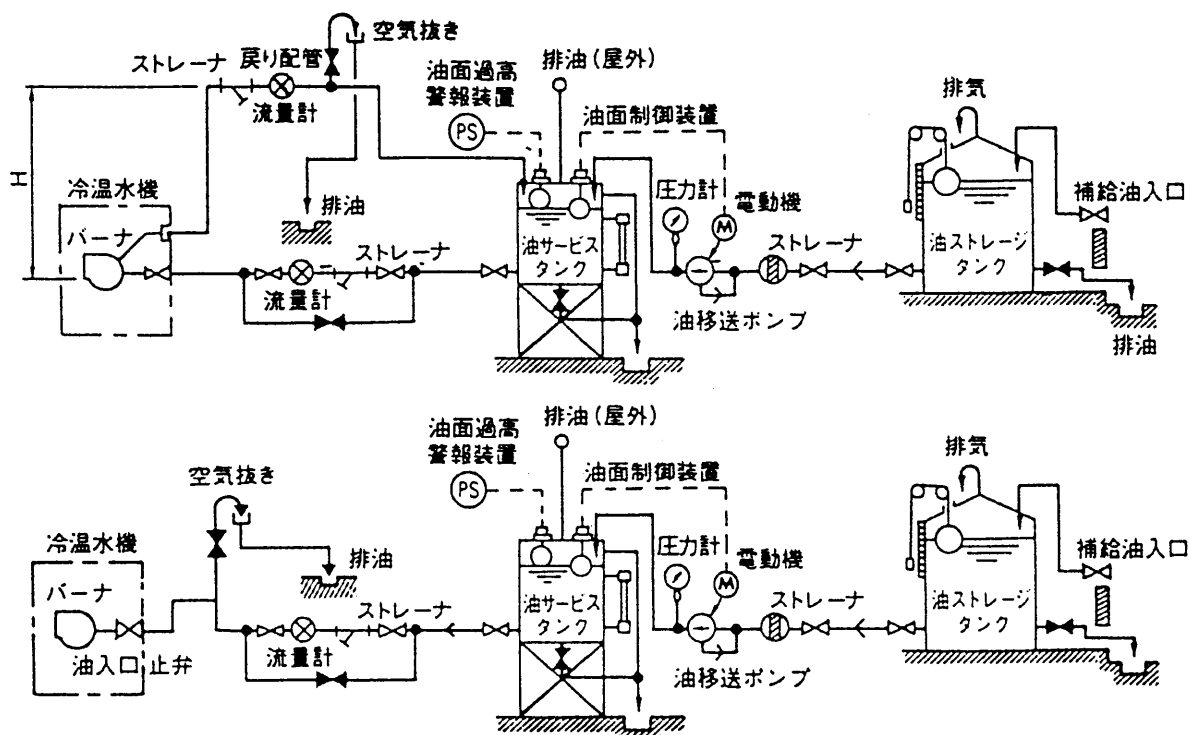 空気抜き
ストレーナ
戻り配管
流量計
H
冷温水機
バーナ
排油
ストレーナ
流量計
油面過高
警報装置
PS
排油(屋外)
油面制御装置
油サービス
タンク
圧力計
電動機
M
ストレーナ
油移送ポンプ
排気
補給油入口
油ストレージ
タンク
排油
空気抜き
冷温水機
バーナ
油入口止弁
排油
ストレーナ
流量計
油面過高
警報装置
PS
排油(屋外)
油面制御装置
油サービス
タンク
圧力計
電動機
M
ストレーナ
油移送ポンプ
排気
補給油入口
油ストレージ
タンク